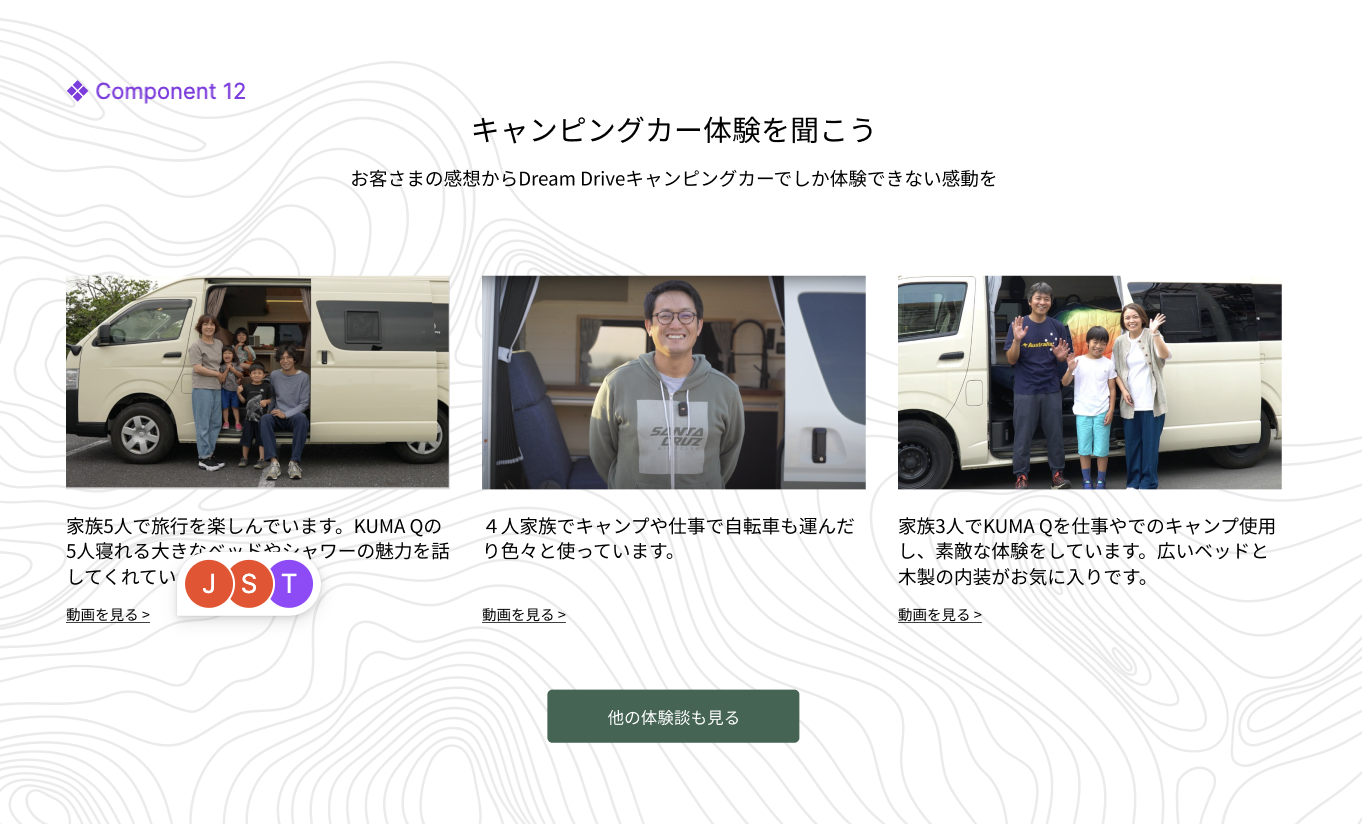 Component 12
キャンピングカー体験を聞こう
お客さまの感想からDream Driveキャンピングカーでしか体験できない感動を
Australia
SANTA
CRUZ
家族5人で旅行を楽しんでいます。KUMA Qの
5人寝れる大きなベッドやシャワーの魅力を話
してくれてい
J S T
動画を見る >
４人家族でキャンプや仕事で自転車も運んだ
り色々と使っています。
動画を見る >
家族3人でKUMA Qを仕事やでのキャンプ使用
し、素敵な体験をしています。広いベッドと
木製の内装がお気に入りです。
動画を見る >
他の体験談も見る